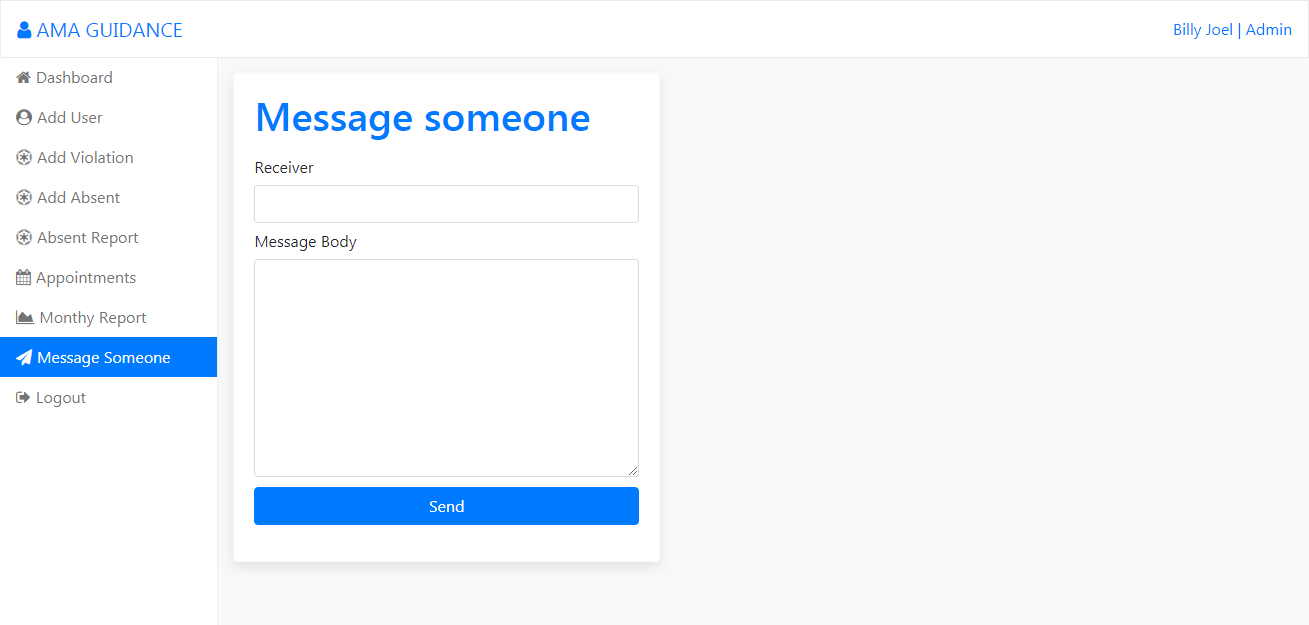 AMA GUIDANCE
Billy Joel | Admin
Dashboard
Add User
Add Violation
Add Absent
Absent Report
Appointments
Monthy Report
Message Someone
Logout
Message someone
Receiver
Message Body
Send